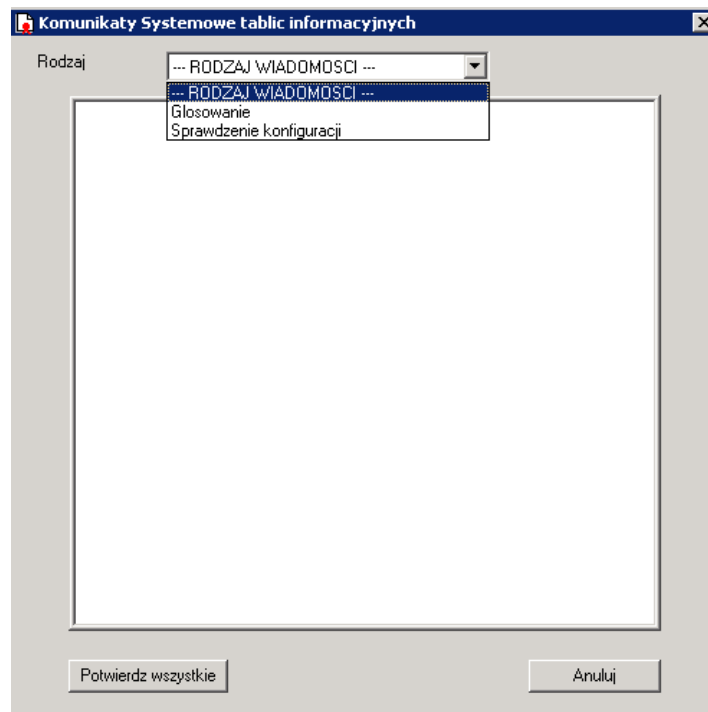 Komunikaty Systemowe tablic informacyjnych
Rodzaj
--- RODZAJ WIADOMOSCI ---
--- RODZAJ WIADOMOSCI ---
Glosowanie
Sprawdzenie konfiguracji
Potwierdz wszystkie
Anuluj